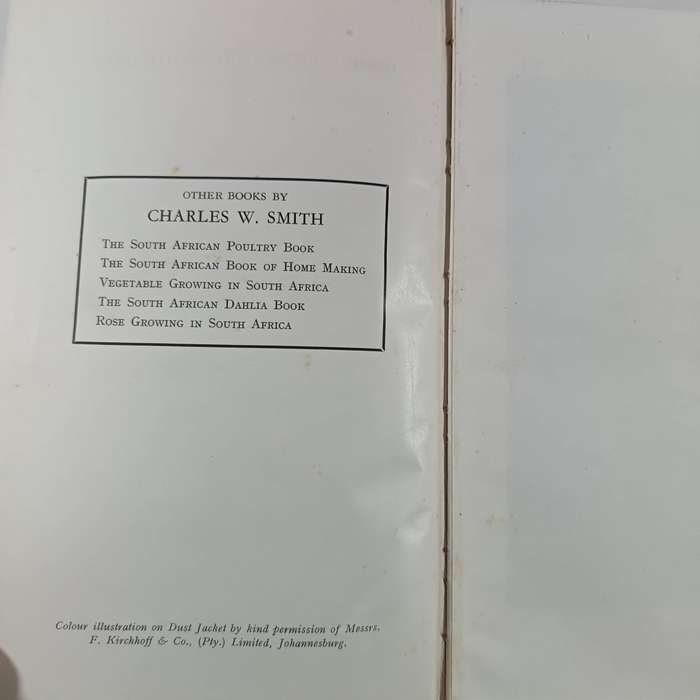 OTHER BOOKS BY
CHARLES W. SMITH
THE SOUTH AFRICAN POULTRY BOOK
THE SOUTH AFRICAN BOOK OF HOME MAKING
VEGETABLE GROWING IN SOUTH AFRICA
THE SOUTH AFRICAN DAHLIA BOOK
ROSE GROWING IN SOUTH AFRICA
Colour illustration on Dust Jacket by kind permission of Messrs.
F. Kirchhoff & Co., (Pty.) Limited, Johannesburg.